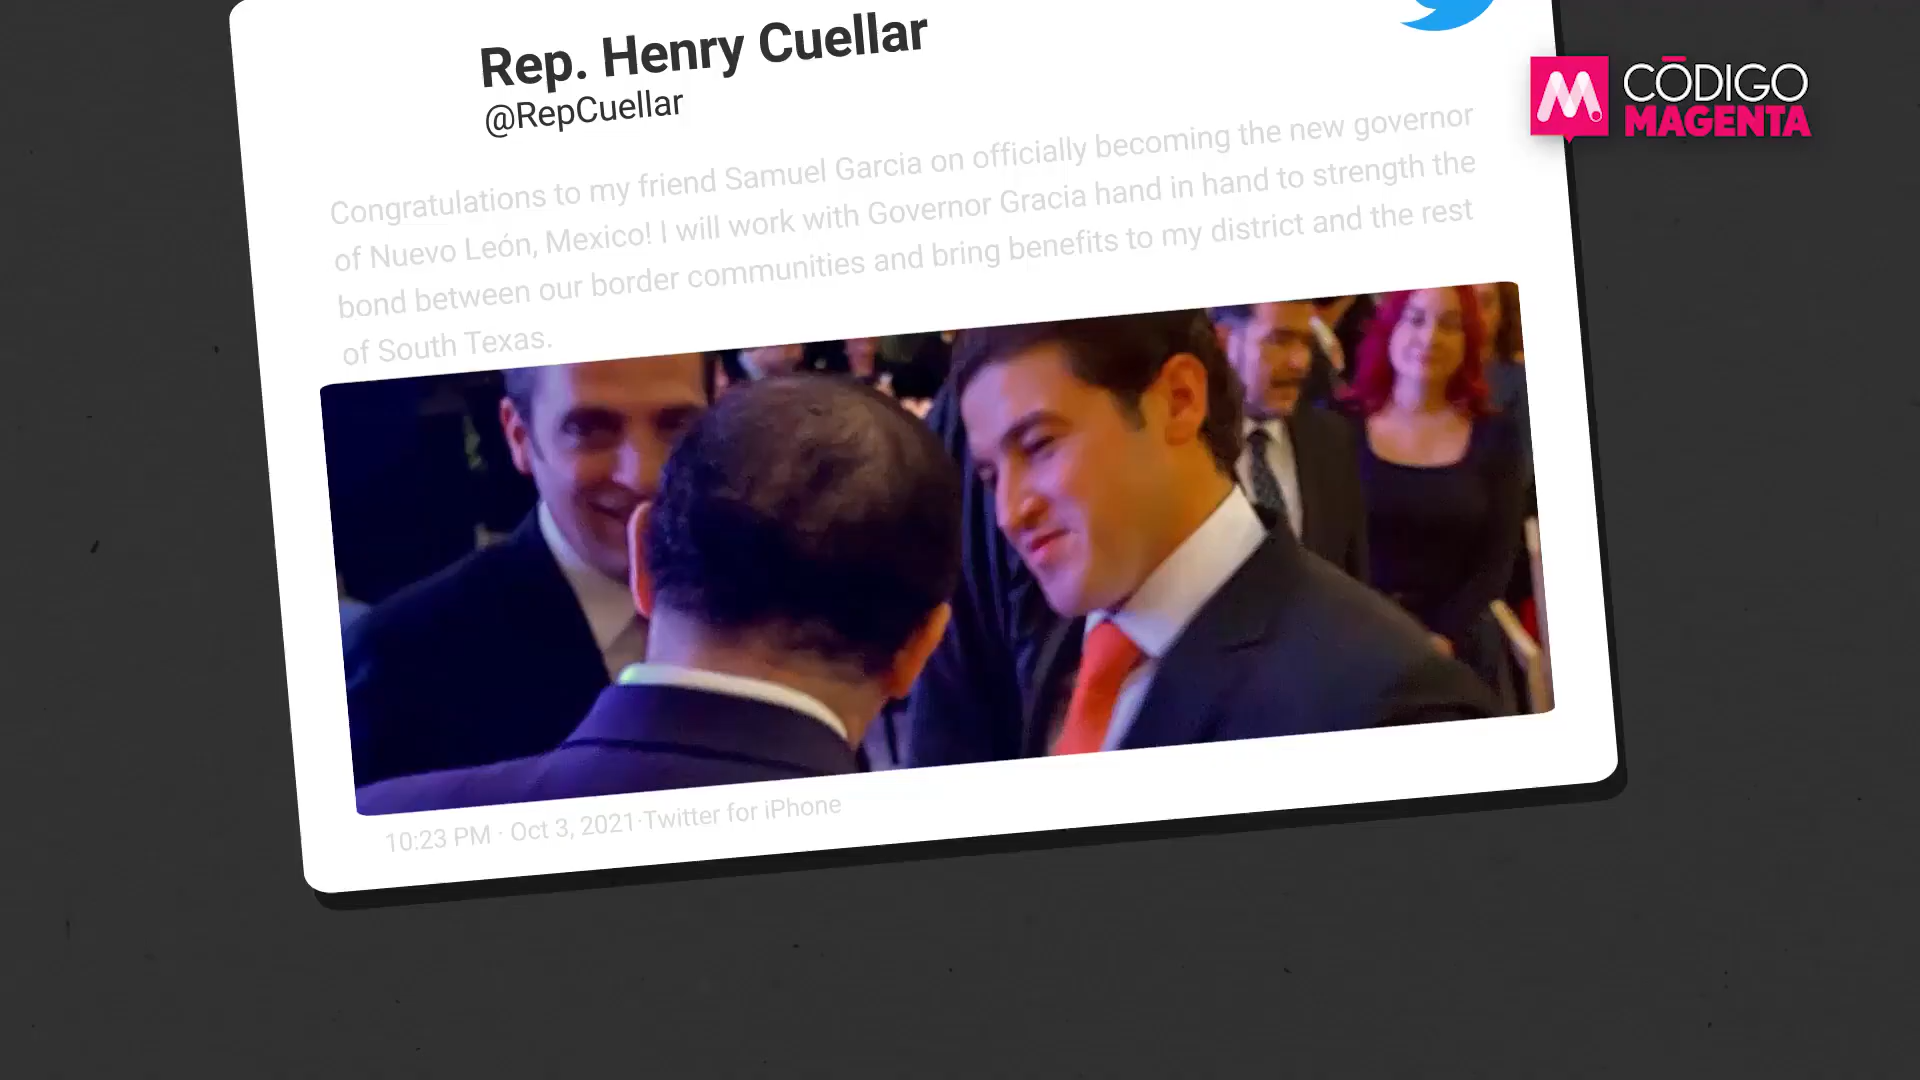 Rep. Henry Cuellar
@RepCuellar
CÓDIGO
MAGENTA
Congratulations to my friend Samuel Garcia on officially becoming the new governor
of Nuevo León, Mexico! I will work with Governor Gracia hand in hand to strength the
bond between our border communities and bring benefits to my district and the rest
of South Texas.
10:23 PM · Oct 3, 2021·Twitter for iPhone